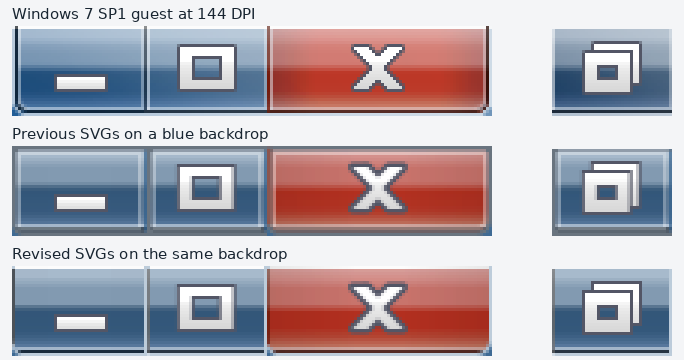 Windows 7 SP1 guest at 144 DPI
Previous SVGs on a blue backdrop
Revised SVGs on the same backdrop